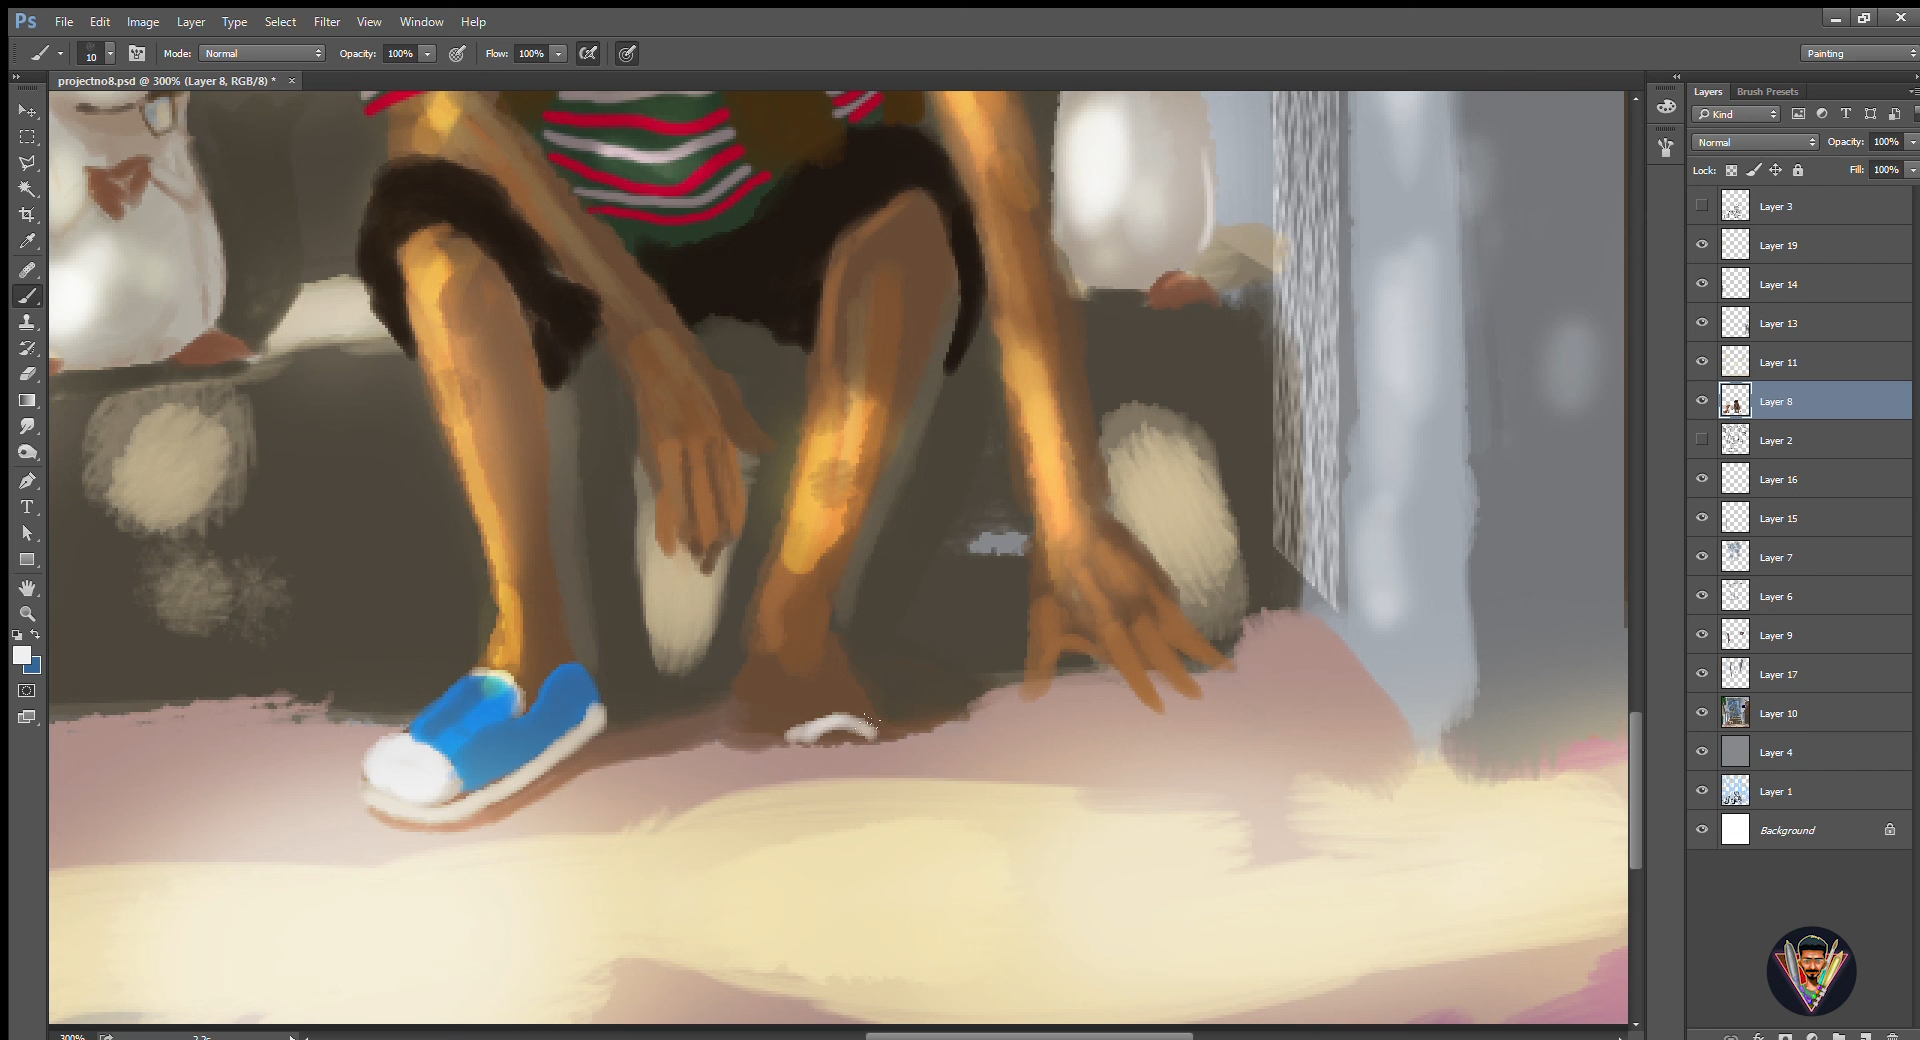 Ps File Edit Image Layer Type Select Filter View Window Help
10 Mode: Normal Opacity: 100% Flow: 100% Painting
projectno8.psd @ 300% (Layer 8, RGB/8) * ×
Layers Brush Presets
Kind
Normal Opacity: 100%
Lock: Fill: 100%
Layer 3
Layer 19
Layer 14
Layer 13
Layer 11
Layer 8
Layer 2
Layer 16
Layer 15
Layer 7
Layer 6
Layer 9
Layer 17
Layer 10
Layer 4
Layer 1
Background
300% 2.2s